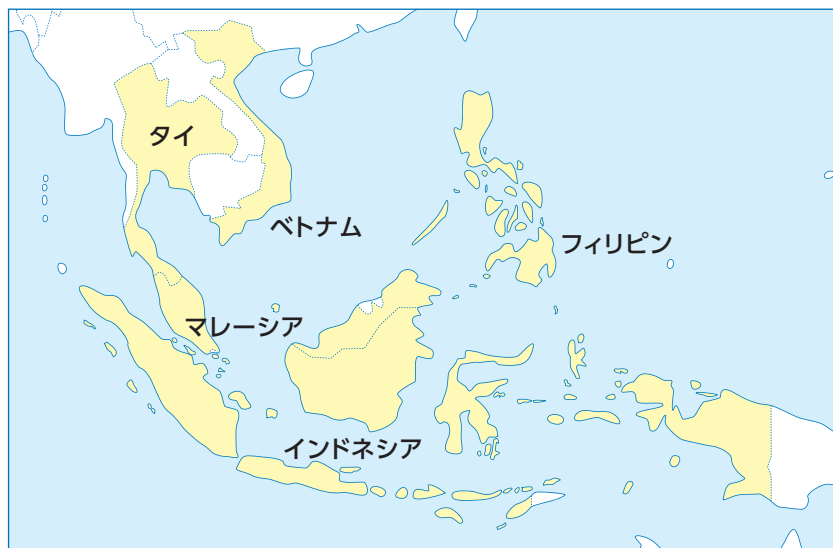 タイ
ベトナム
フィリピン
マレーシア
インドネシア